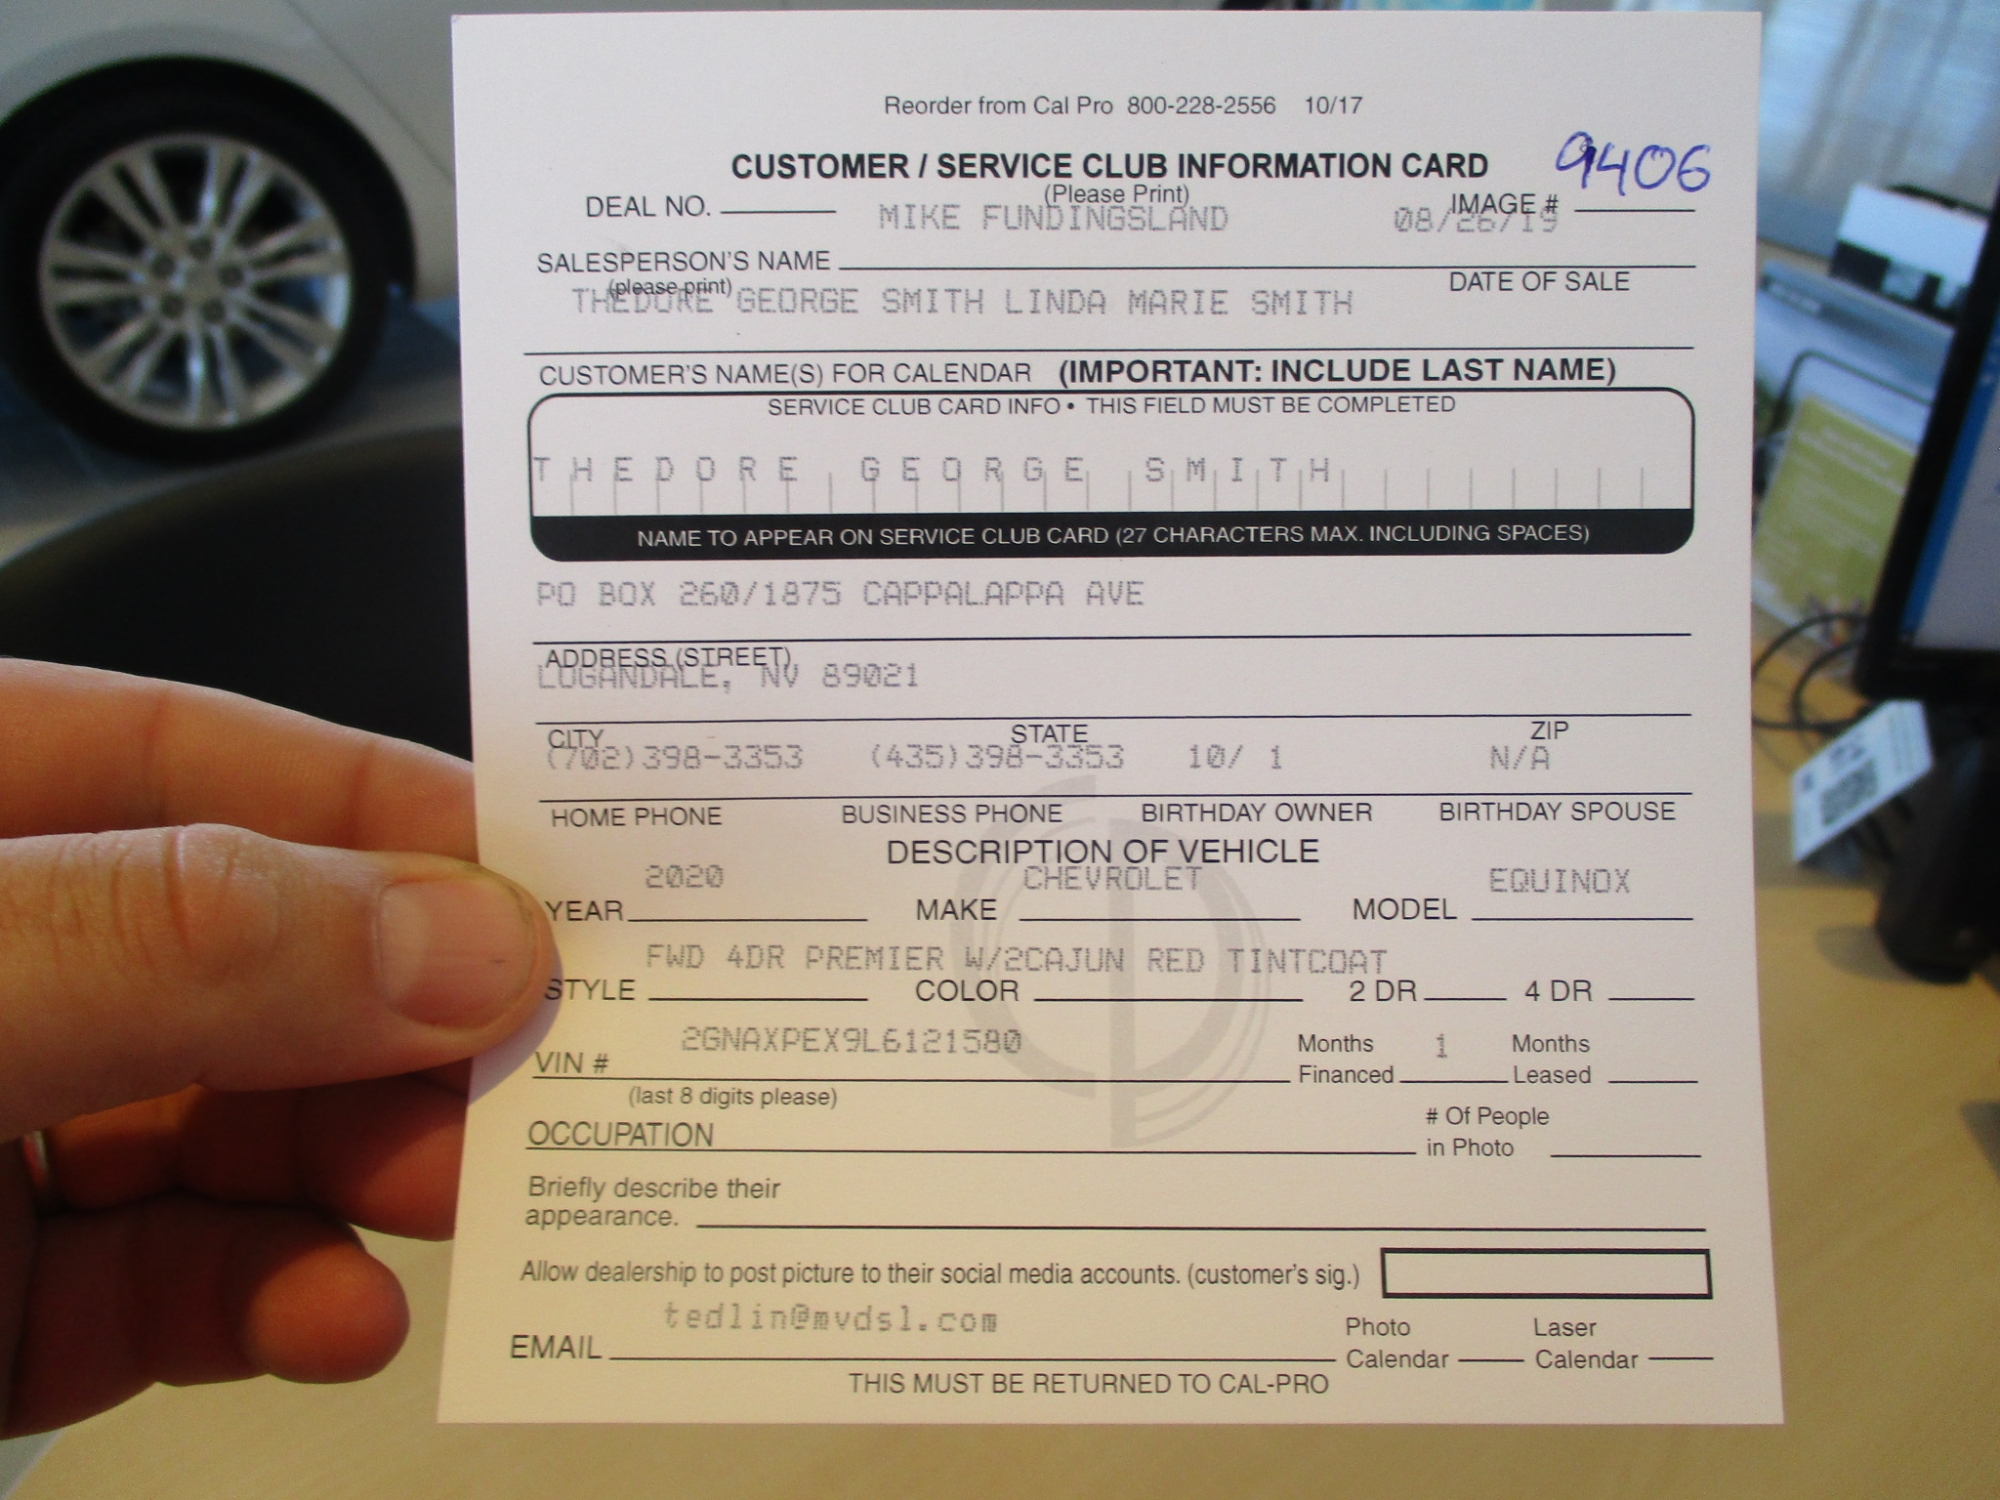 Reorder from Cal Pro 800-228-2556 10/17
CUSTOMER / SERVICE CLUB INFORMATION CARD 9406
(Please Print)
DEAL NO. MIKE FUNDINGSLAND IMAGE # 08/26/19
SALESPERSON'S NAME
(please print) DATE OF SALE
THEDORE GEORGE SMITH LINDA MARIE SMITH
CUSTOMER'S NAME(S) FOR CALENDAR (IMPORTANT: INCLUDE LAST NAME)
SERVICE CLUB CARD INFO • THIS FIELD MUST BE COMPLETED
THEDORE GEORGE SMITH
NAME TO APPEAR ON SERVICE CLUB CARD (27 CHARACTERS MAX. INCLUDING SPACES)
PO BOX 260/1875 CAPPALAPPA AVE
ADDRESS (STREET)
LOGANDALE, NV 89021
CITY STATE ZIP
(702)398-3353 (435)398-3353 10/ 1 N/A
HOME PHONE BUSINESS PHONE BIRTHDAY OWNER BIRTHDAY SPOUSE
DESCRIPTION OF VEHICLE
2020 CHEVROLET EQUINOX
YEAR MAKE MODEL
FWD 4DR PREMIER W/2CAJUN RED TINTCOAT
STYLE COLOR 2 DR 4 DR
2GNAXPEX9L6121580 Months 1 Months
VIN # Financed Leased
(last 8 digits please)
OCCUPATION # Of People
in Photo
Briefly describe their
appearance.
Allow dealership to post picture to their social media accounts. (customer's sig.)
tedlin@mvdsl.com Photo Laser
EMAIL Calendar Calendar
THIS MUST BE RETURNED TO CAL-PRO